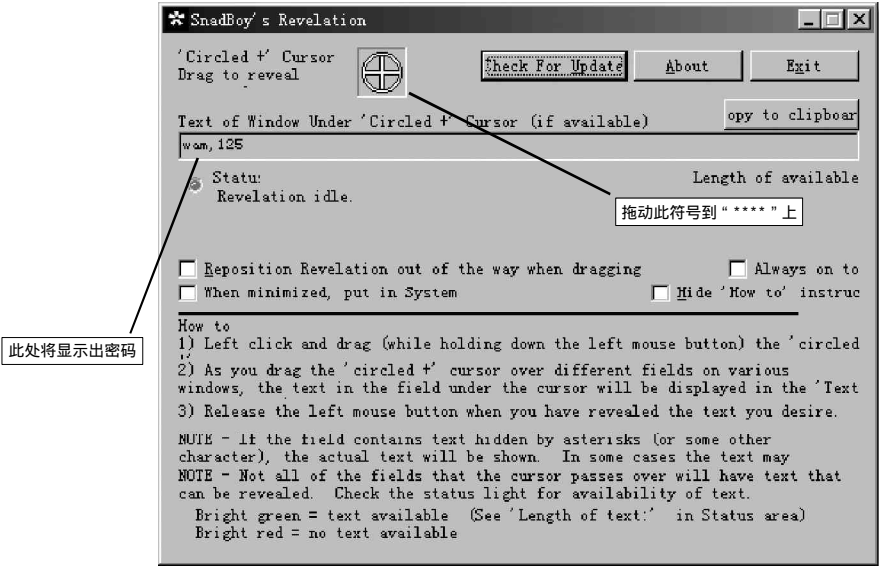 SnadBoy's Revelation
'Circled +' Cursor
Drag to reveal
Check For Update
About
Exit
opy to clipboar
Text of Window Under 'Circled +' Cursor (if available)
wam,125
Status:
Revelation idle.
Length of available
拖动此符号到“ **** ”上
Reposition Revelation out of the way when dragging
Always on to
When minimized, put in System
Hide 'How to' instruc
此处将显示出密码
How to
1) Left click and drag (while holding down the left mouse button) the 'circled
2) As you drag the 'circled +' cursor over different fields on various
windows, the text in the field under the cursor will be displayed in the 'Text
3) Release the left mouse button when you have revealed the text you desire.
NOTE - If the field contains text hidden by asterisks (or some other
character), the actual text will be shown. In some cases the text may
NOTE - Not all of the fields that the cursor passes over will have text that
can be revealed. Check the status light for availability of text.
Bright green = text available (See 'Length of text:' in Status area)
Bright red = no text available